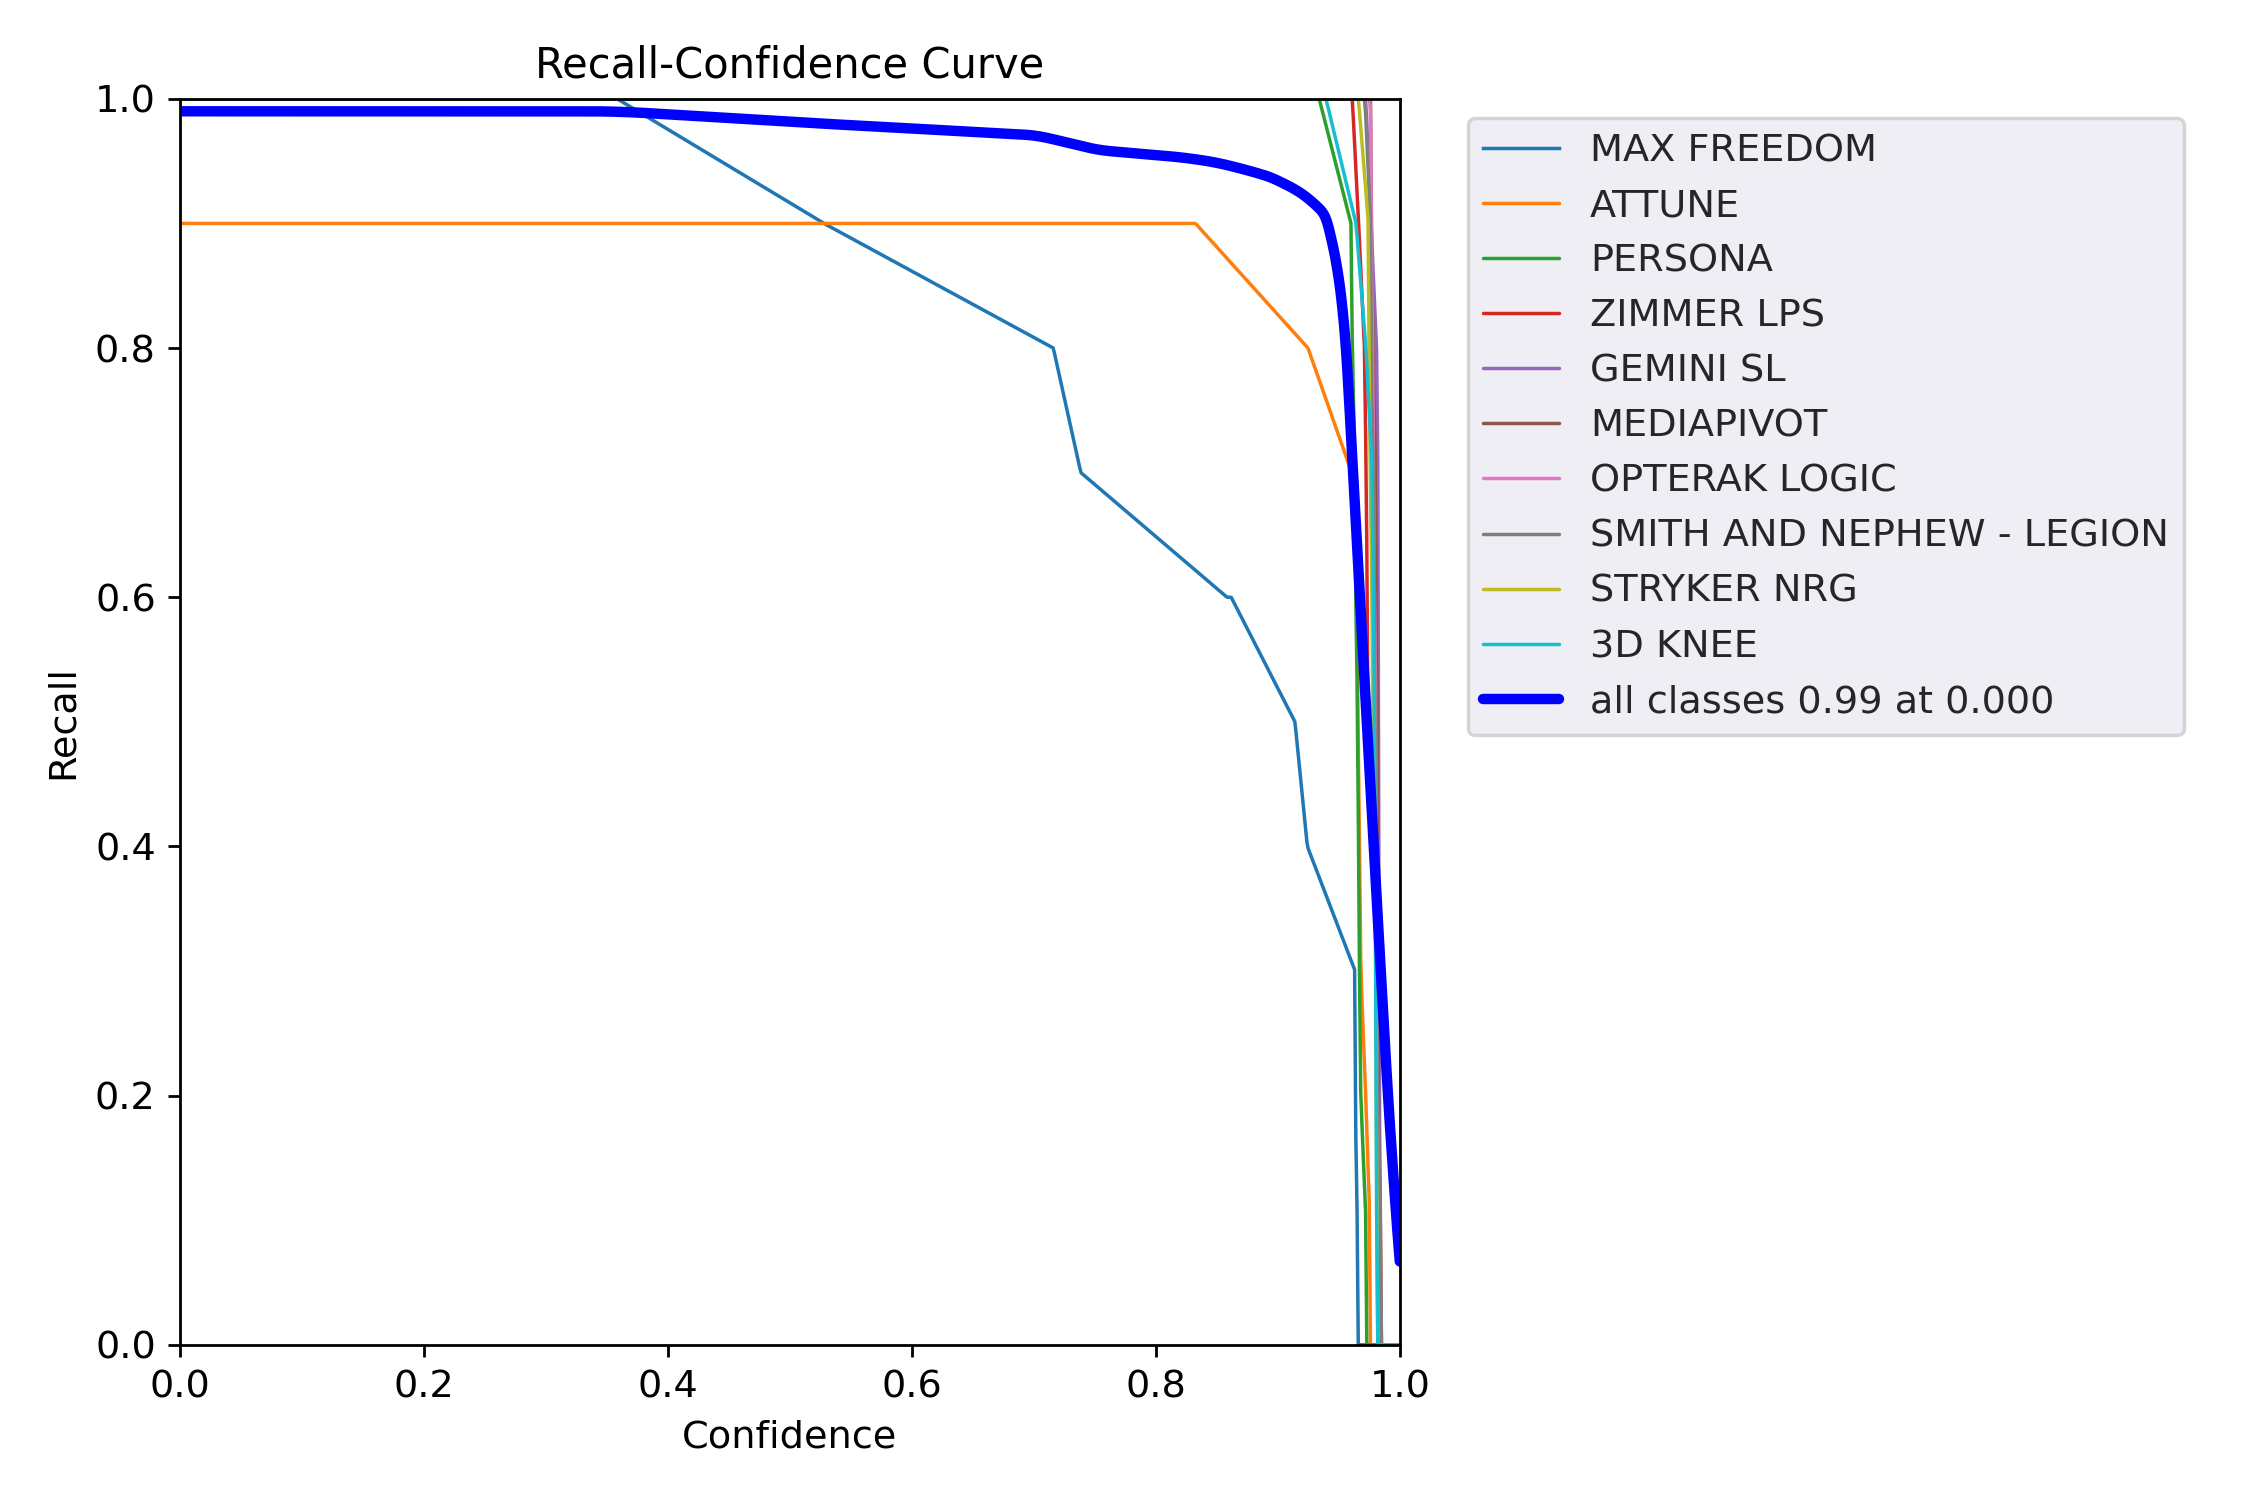 Recall-Confidence Curve
1.0
0.8
0.6
0.4
0.2
0.0
Recall
0.0 0.2 0.4 0.6 0.8 1.0
Confidence
MAX FREEDOM
ATTUNE
PERSONA
ZIMMER LPS
GEMINI SL
MEDIAPIVOT
OPTERAK LOGIC
SMITH AND NEPHEW - LEGION
STRYKER NRG
3D KNEE
all classes 0.99 at 0.000